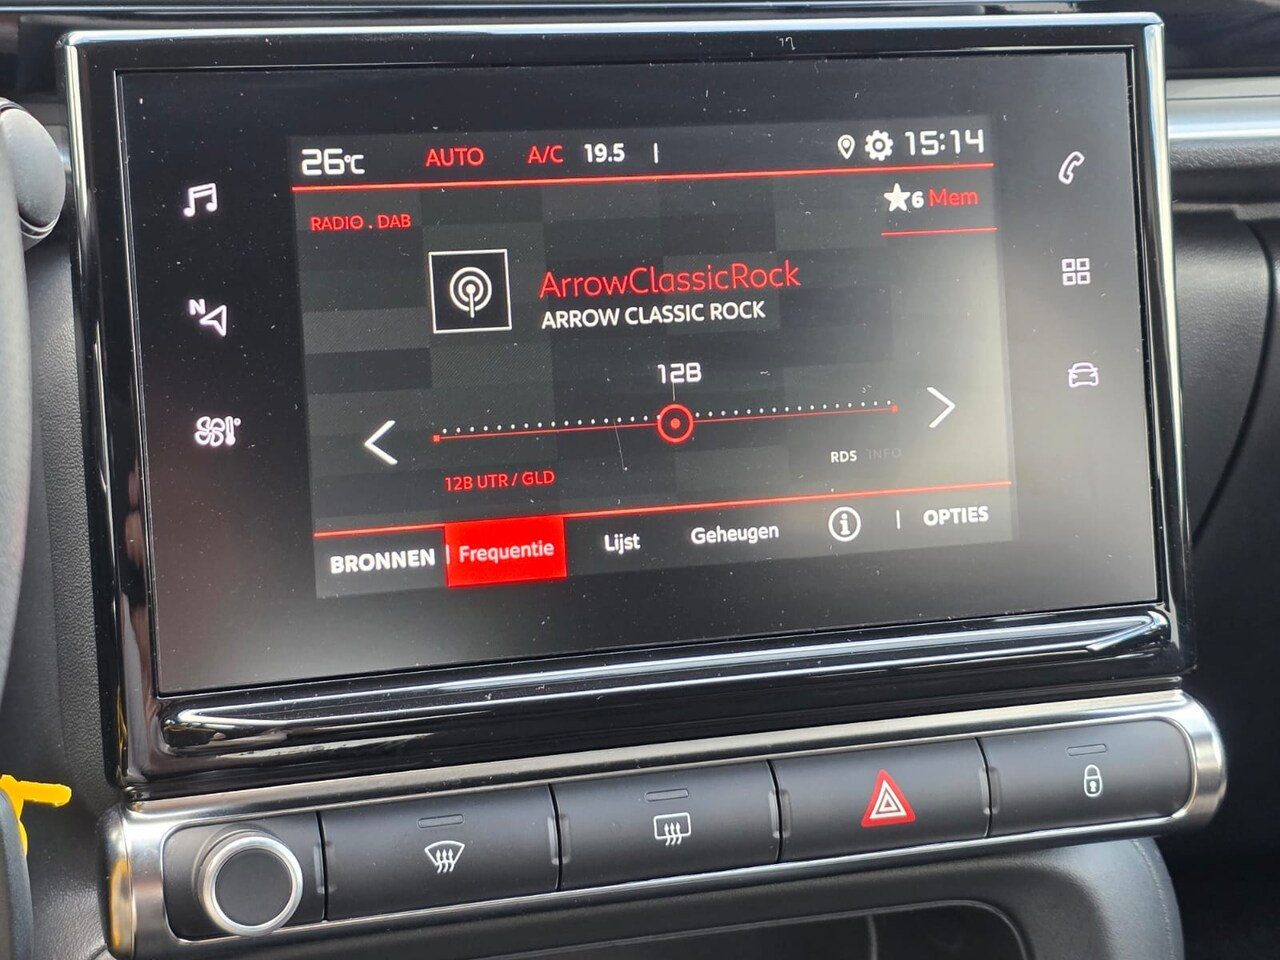 26°C AUTO A/C 19.5 | 15:14
6 Mem
RADIO . DAB
ArrowClassicRock
ARROW CLASSIC ROCK
12B
RDS INFO
12B UTR / GLD
BRONNEN Frequentie Lijst Geheugen i | OPTIES
N